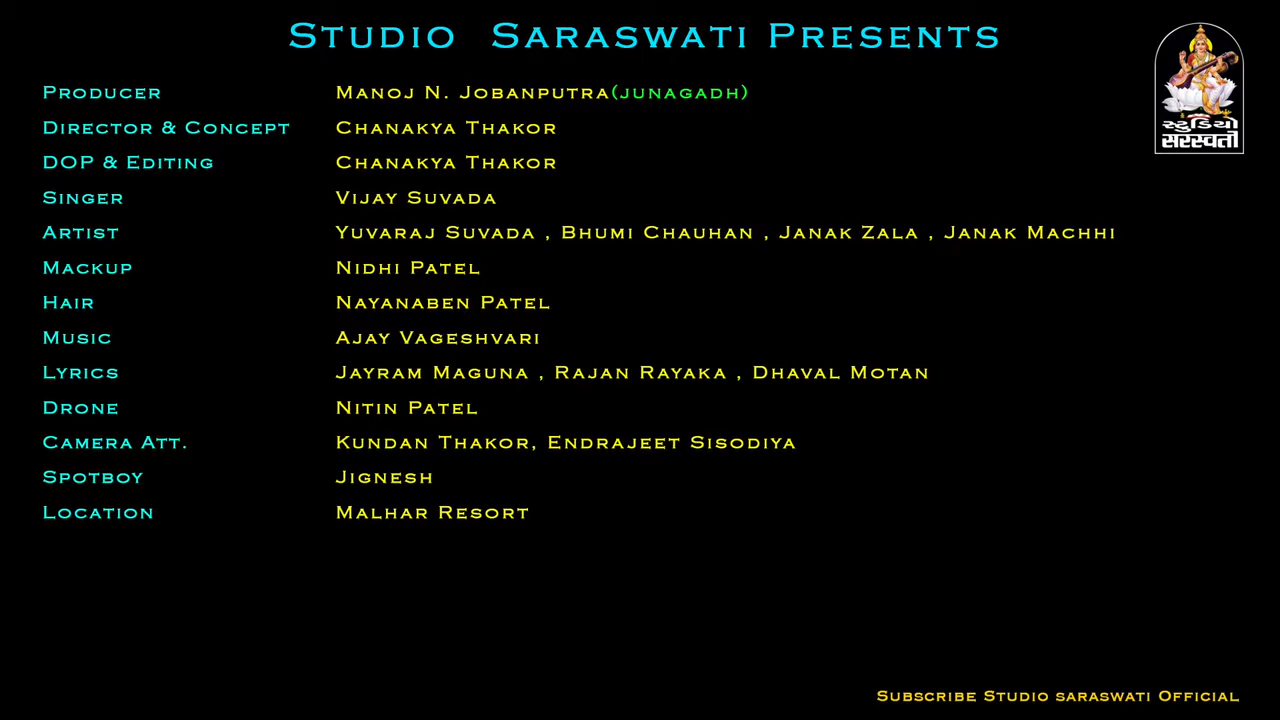 Studio Saraswati Presents
Producer Manoj N. Jobanputra(junagadh)
Director & Concept Chanakya Thakor
DOP & Editing Chanakya Thakor
Singer Vijay Suvada
Artist Yuvaraj Suvada , Bhumi Chauhan , Janak Zala , Janak Machhi
Mackup Nidhi Patel
Hair Nayanaben Patel
Music Ajay Vageshvari
Lyrics Jayram Maguna , Rajan Rayaka , Dhaval Motan
Drone Nitin Patel
Camera Att. Kundan Thakor, Endrajeet Sisodiya
Spotboy Jignesh
Location Malhar Resort
સ્ટુડિયો
सरस्वती
Subscribe Studio saraswati Official